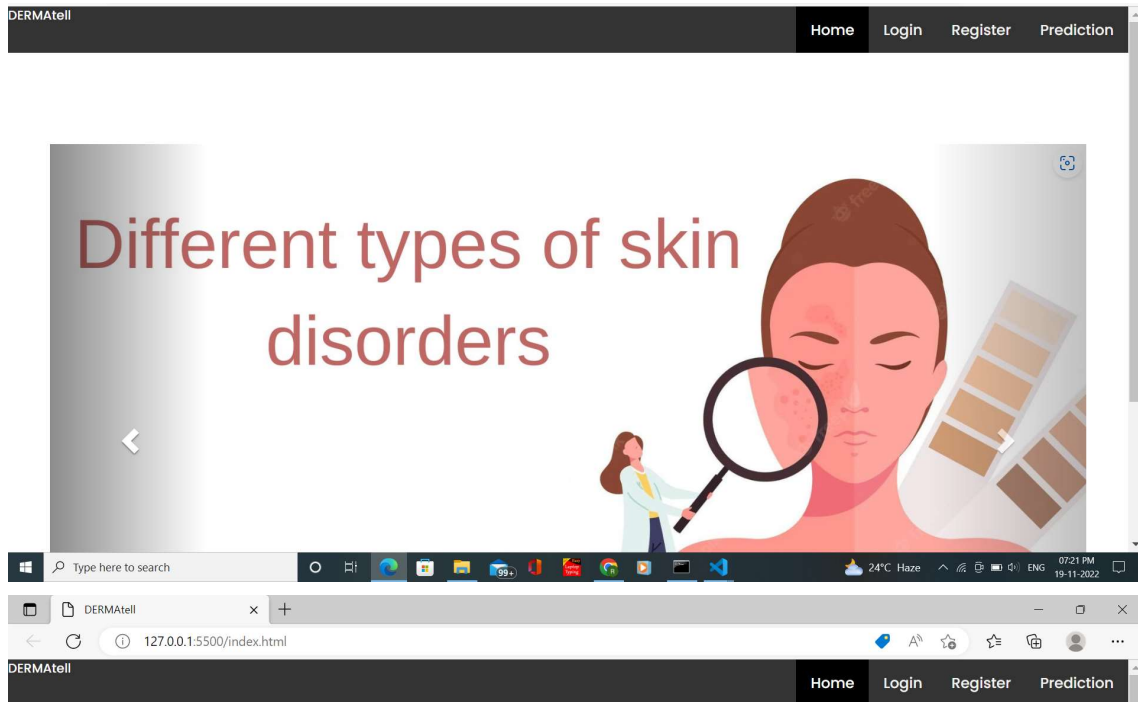 DERMAtell
Home Login Register Prediction
Different types of skin
disorders
Type here to search
99+
24°C Haze
ENG
07:21 PM
19-11-2022
DERMAtell
127.0.0.1:5500/index.html
DERMAtell
Home Login Register Prediction